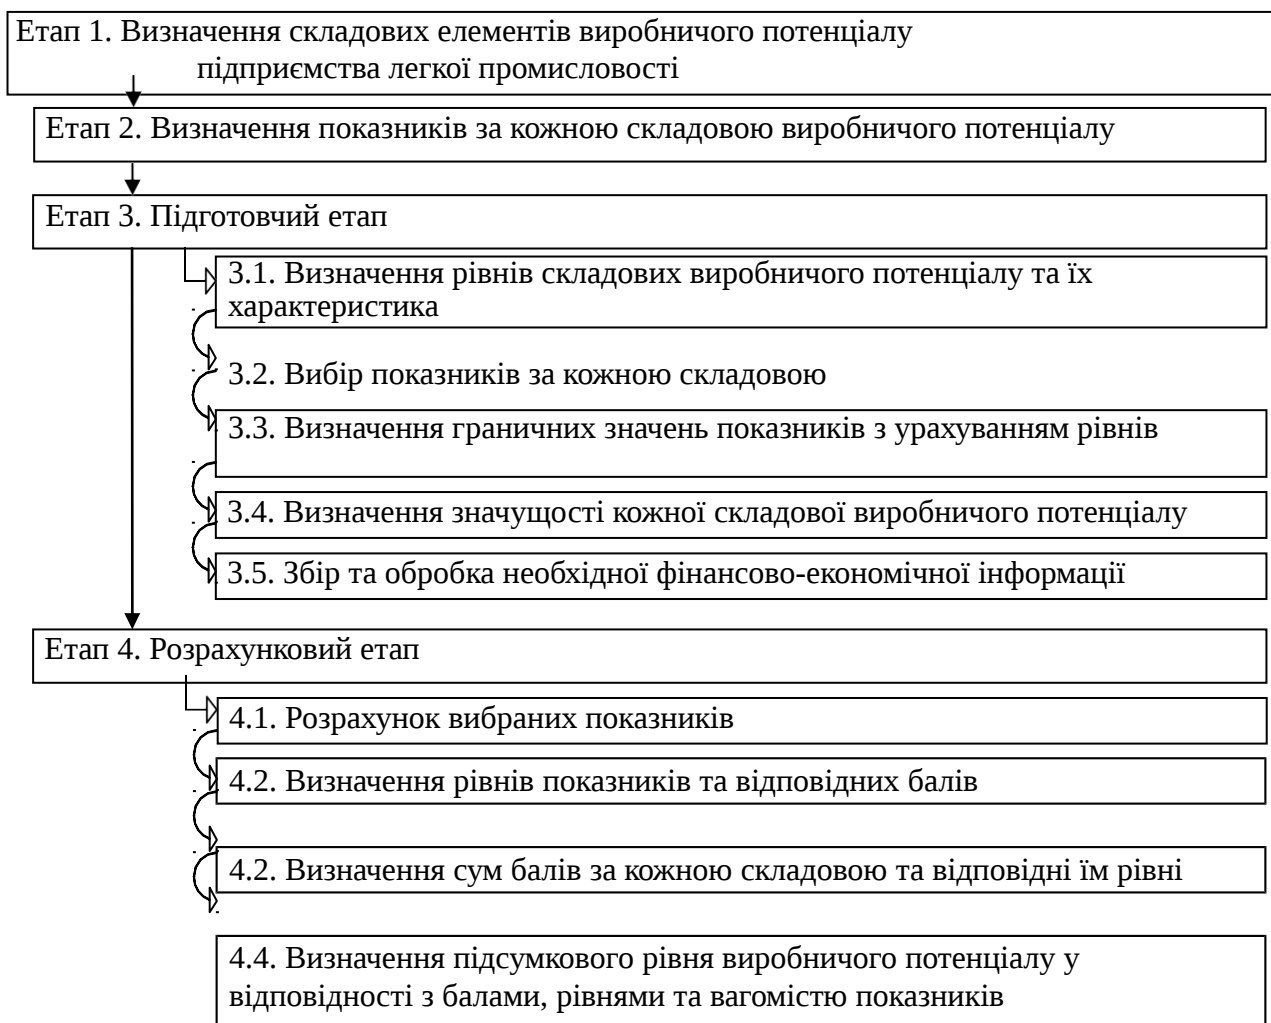 Етап 1. Визначення складових елементів виробничого потенціалу
підприємства легкої промисловості
Етап 2. Визначення показників за кожною складовою виробничого потенціалу
Етап 3. Підготовчий етап
3.1. Визначення рівнів складових виробничого потенціалу та їх
характеристика
3.2. Вибір показників за кожною складовою
3.3. Визначення граничних значень показників з урахуванням рівнів
3.4. Визначення значущості кожної складової виробничого потенціалу
3.5. Збір та обробка необхідної фінансово-економічної інформації
Етап 4. Розрахунковий етап
4.1. Розрахунок вибраних показників
4.2. Визначення рівнів показників та відповідних балів
4.2. Визначення сум балів за кожною складовою та відповідні їм рівні
4.4. Визначення підсумкового рівня виробничого потенціалу у
відповідності з балами, рівнями та вагомістю показників